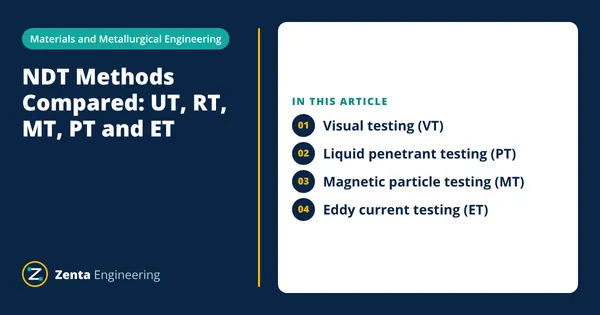 Materials and Metallurgical Engineering
NDT Methods
Compared: UT, RT,
MT, PT and ET
Zenta Engineering
IN THIS ARTICLE
01 Visual testing (VT)
02 Liquid penetrant testing (PT)
03 Magnetic particle testing (MT)
04 Eddy current testing (ET)